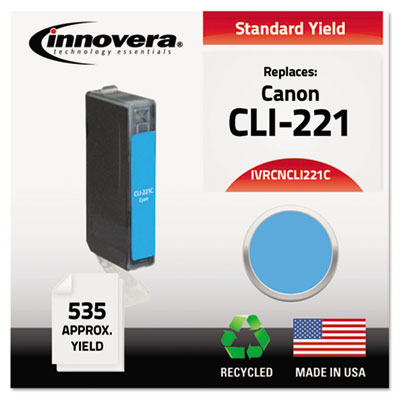 innovera®
technology essentials
Standard Yield
Replaces:
Canon
CLI-221
IVRCNCLI221C
CLI-221C
Cyan
535
APPROX.
YIELD
RECYCLED
MADE IN USA